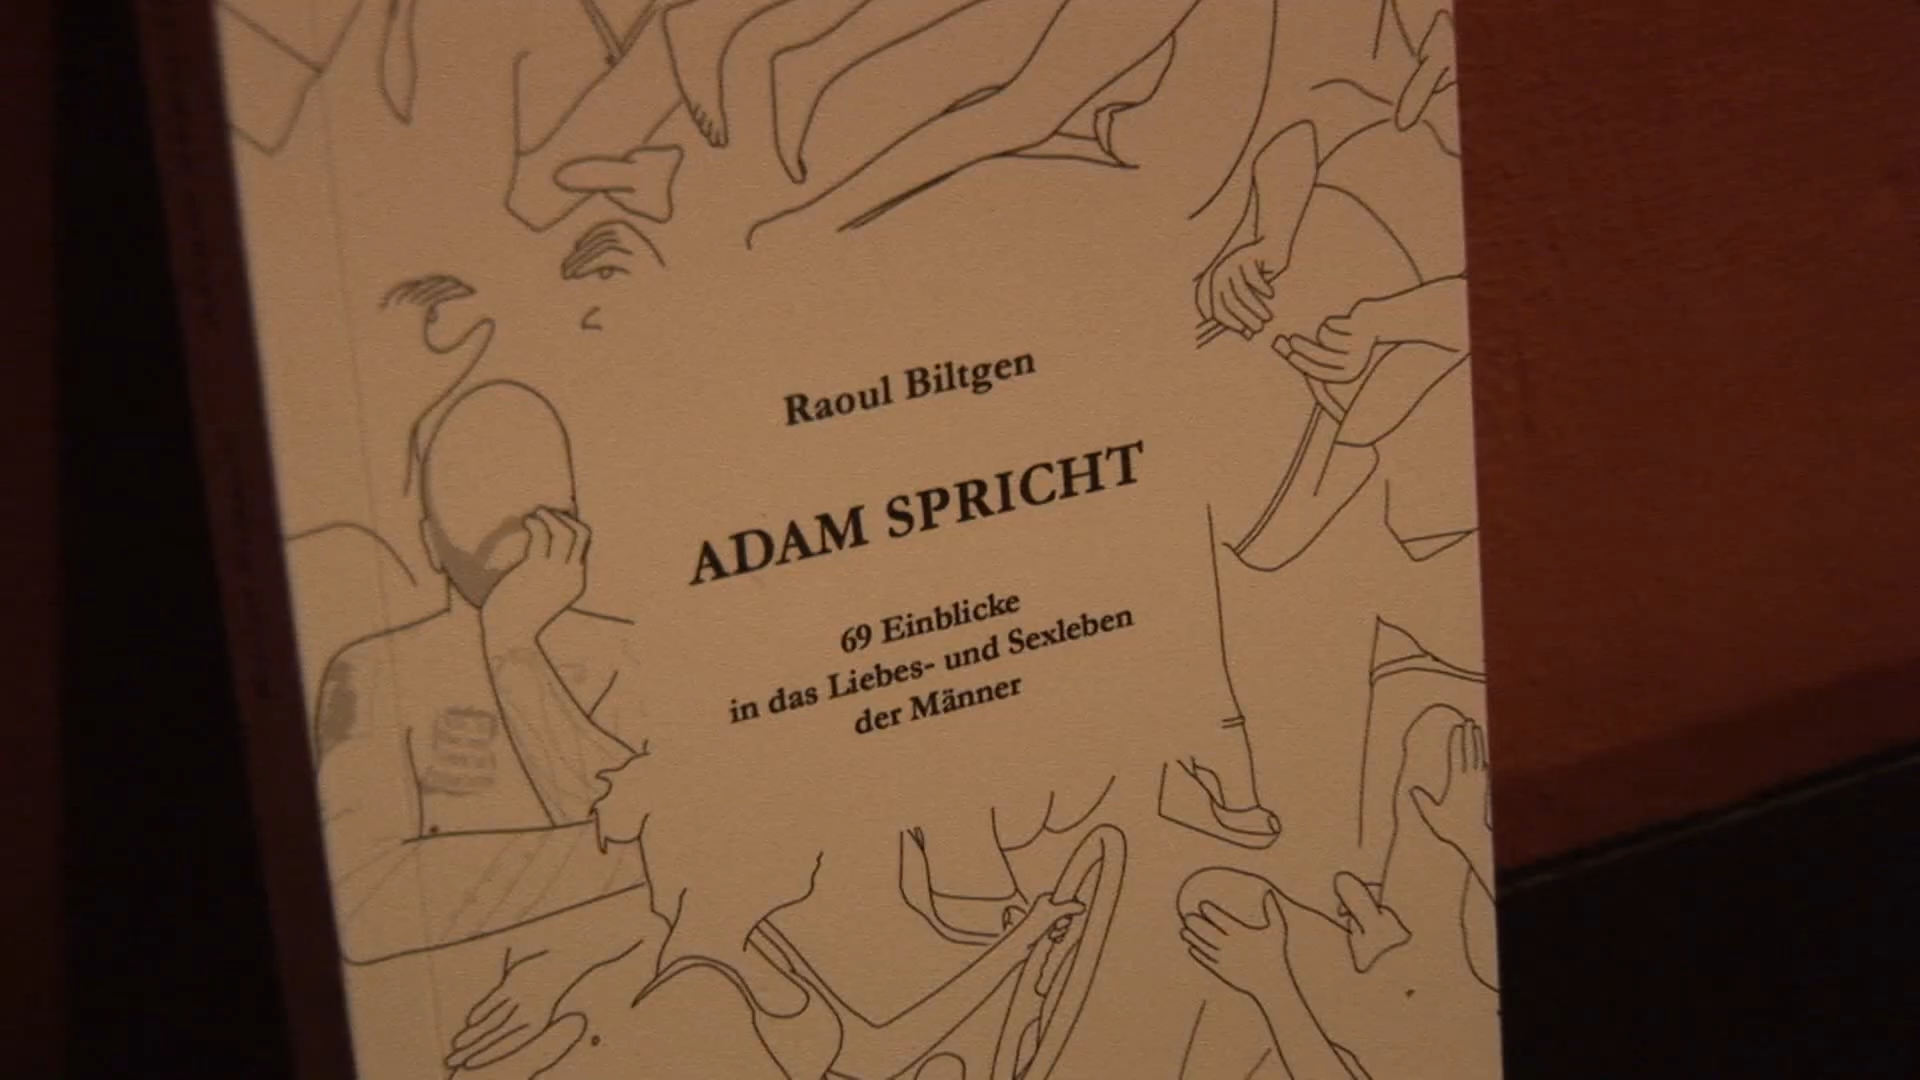 Raoul Biltgen
ADAM SPRICHT
69 Einblicke
in das Liebes- und Sexleben
der Männer